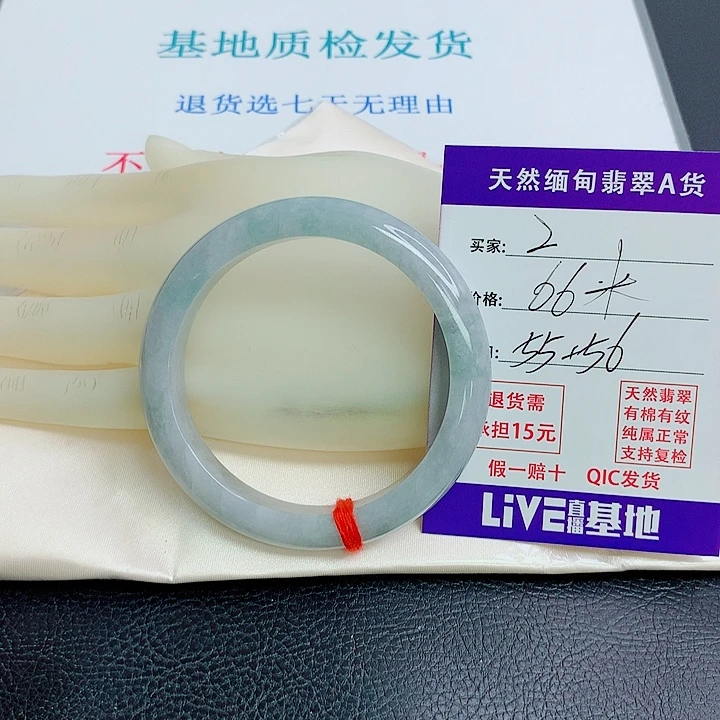 基地质检发货
退货选七天无理由
不
天然缅甸翡翠A货
买家: 2
价格: 66米
55+56
退货需
承担15元
天然翡翠
有棉有纹
纯属正常
支持复检
假一赔十 QIC发货
LiVE直播基地